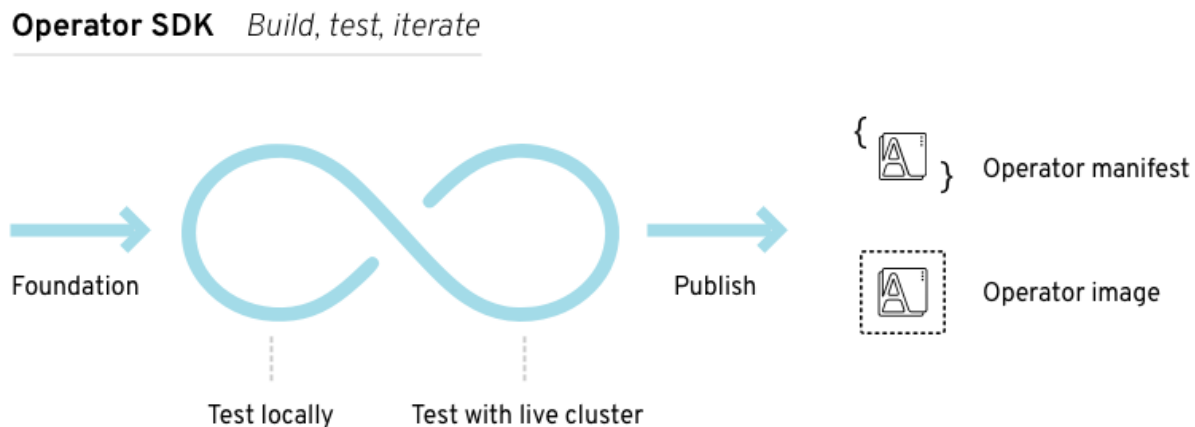 Operator SDK Build, test, iterate
{
}
Operator manifest
Foundation
Publish
Operator image
Test locally
Test with live cluster